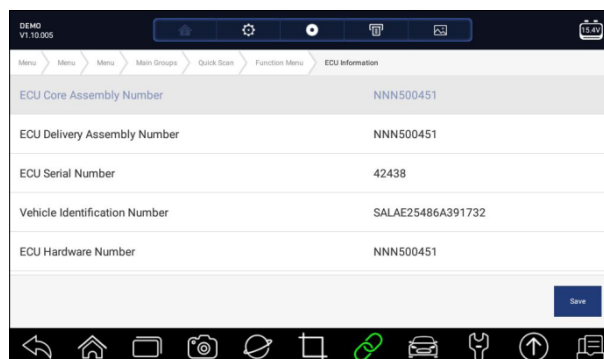 DEMO
V1.10.005
15.4V
Menu Menu Menu Main Groups Quick Scan Function Menu ECU Information
ECU Core Assembly Number NNN500451
ECU Delivery Assembly Number NNN500451
ECU Serial Number 42438
Vehicle Identification Number SALAE25486A391732
ECU Hardware Number NNN500451
Save